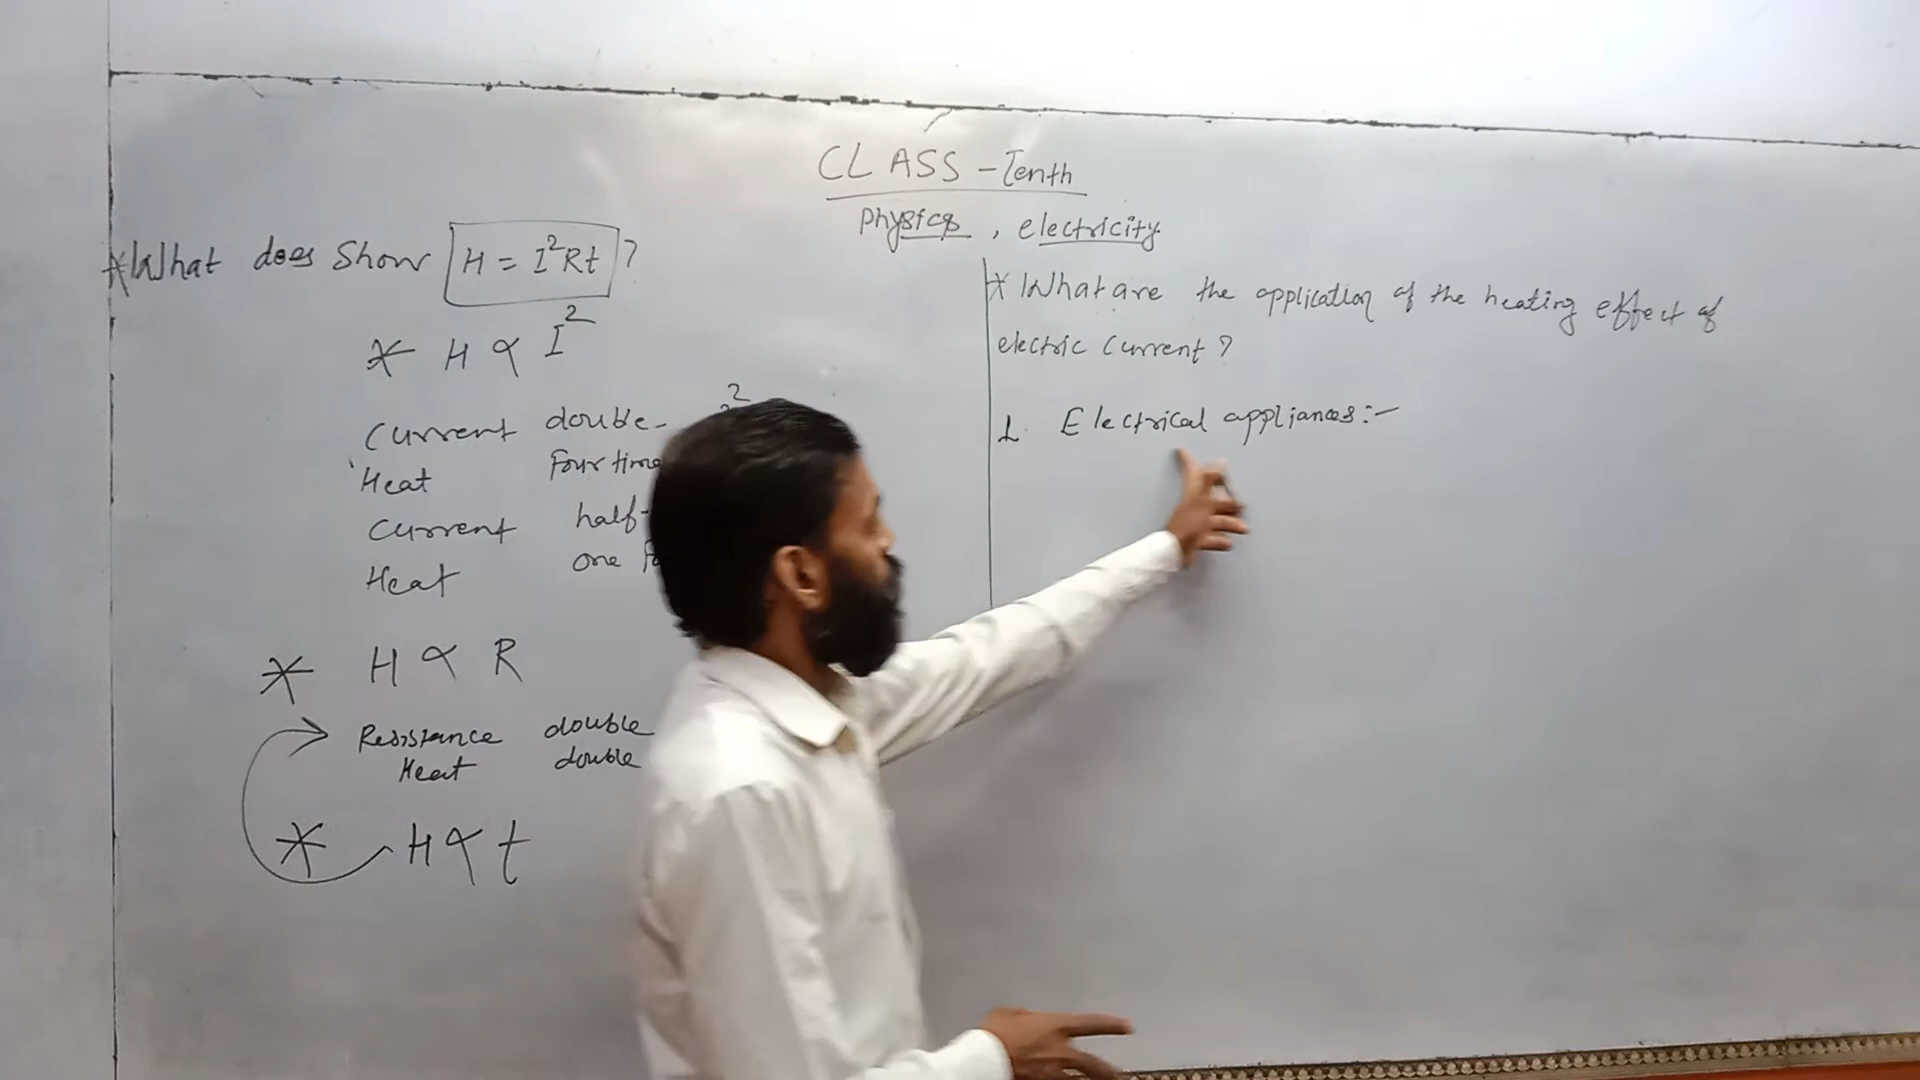 CLASS - Tenth
Physics, electricity
*What does Show H = I²Rt ?
* H ∝ I²
Current double
Heat Four time
Current half
Heat one
* H ∝ R
Resistance double
Heat double
* H ∝ t
* What are the application of the heating effect of
electric current?
1. Electrical appliances:-